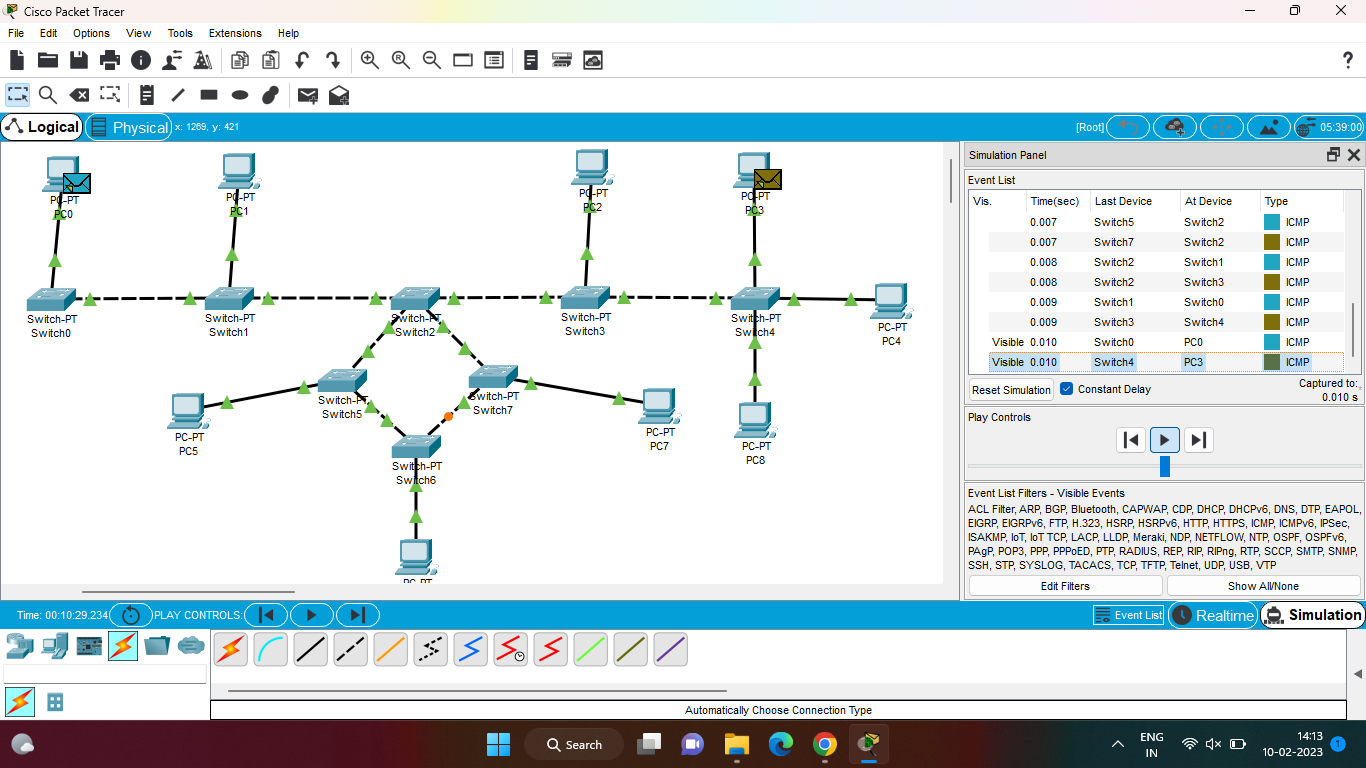 Cisco Packet Tracer
File Edit Options View Tools Extensions Help
?
Logical Physical x: 1269, y: 421 [Root] 05:39:00
PC-PT
PC0
PC-PT
PC1
PC-PT
PC2
PC-PT
PC3
Switch-PT
Switch0
Switch-PT
Switch1
Switch-PT
Switch2
Switch-PT
Switch3
Switch-PT
Switch4
PC-PT
PC4
Switch-PT
Switch5
Switch-PT
Switch7
PC-PT
PC5
PC-PT
PC7
PC-PT
PC8
Switch-PT
Switch6
PC-PT
Simulation Panel
Event List
Vis. Time(sec) Last Device At Device Type
0.007 Switch5 Switch2 ICMP
0.007 Switch7 Switch2 ICMP
0.008 Switch2 Switch1 ICMP
0.008 Switch2 Switch3 ICMP
0.009 Switch1 Switch0 ICMP
0.009 Switch3 Switch4 ICMP
Visible 0.010 Switch0 PC0 ICMP
Visible 0.010 Switch4 PC3 ICMP
Reset Simulation Constant Delay Captured to:
0.010 s
Play Controls
Event List Filters - Visible Events
ACL Filter, ARP, BGP, Bluetooth, CAPWAP, CDP, DHCP, DHCPv6, DNS, DTP, EAPOL,
EIGRP, EIGRPv6, FTP, H.323, HSRP, HSRPv6, HTTP, HTTPS, ICMP, ICMPv6, IPSec,
ISAKMP, IoT, IoT TCP, LACP, LLDP, Meraki, NDP, NETFLOW, NTP, OSPF, OSPFv6,
PAgP, POP3, PPP, PPPoED, PTP, RADIUS, REP, RIP, RIPng, RTP, SCCP, SMTP, SNMP,
SSH, STP, SYSLOG, TACACS, TCP, TFTP, Telnet, UDP, USB, VTP
Edit Filters Show All/None
Time: 00:10:29.234 PLAY CONTROLS: Event List Realtime Simulation
Automatically Choose Connection Type
Search
ENG
IN
14:13
10-02-2023
1